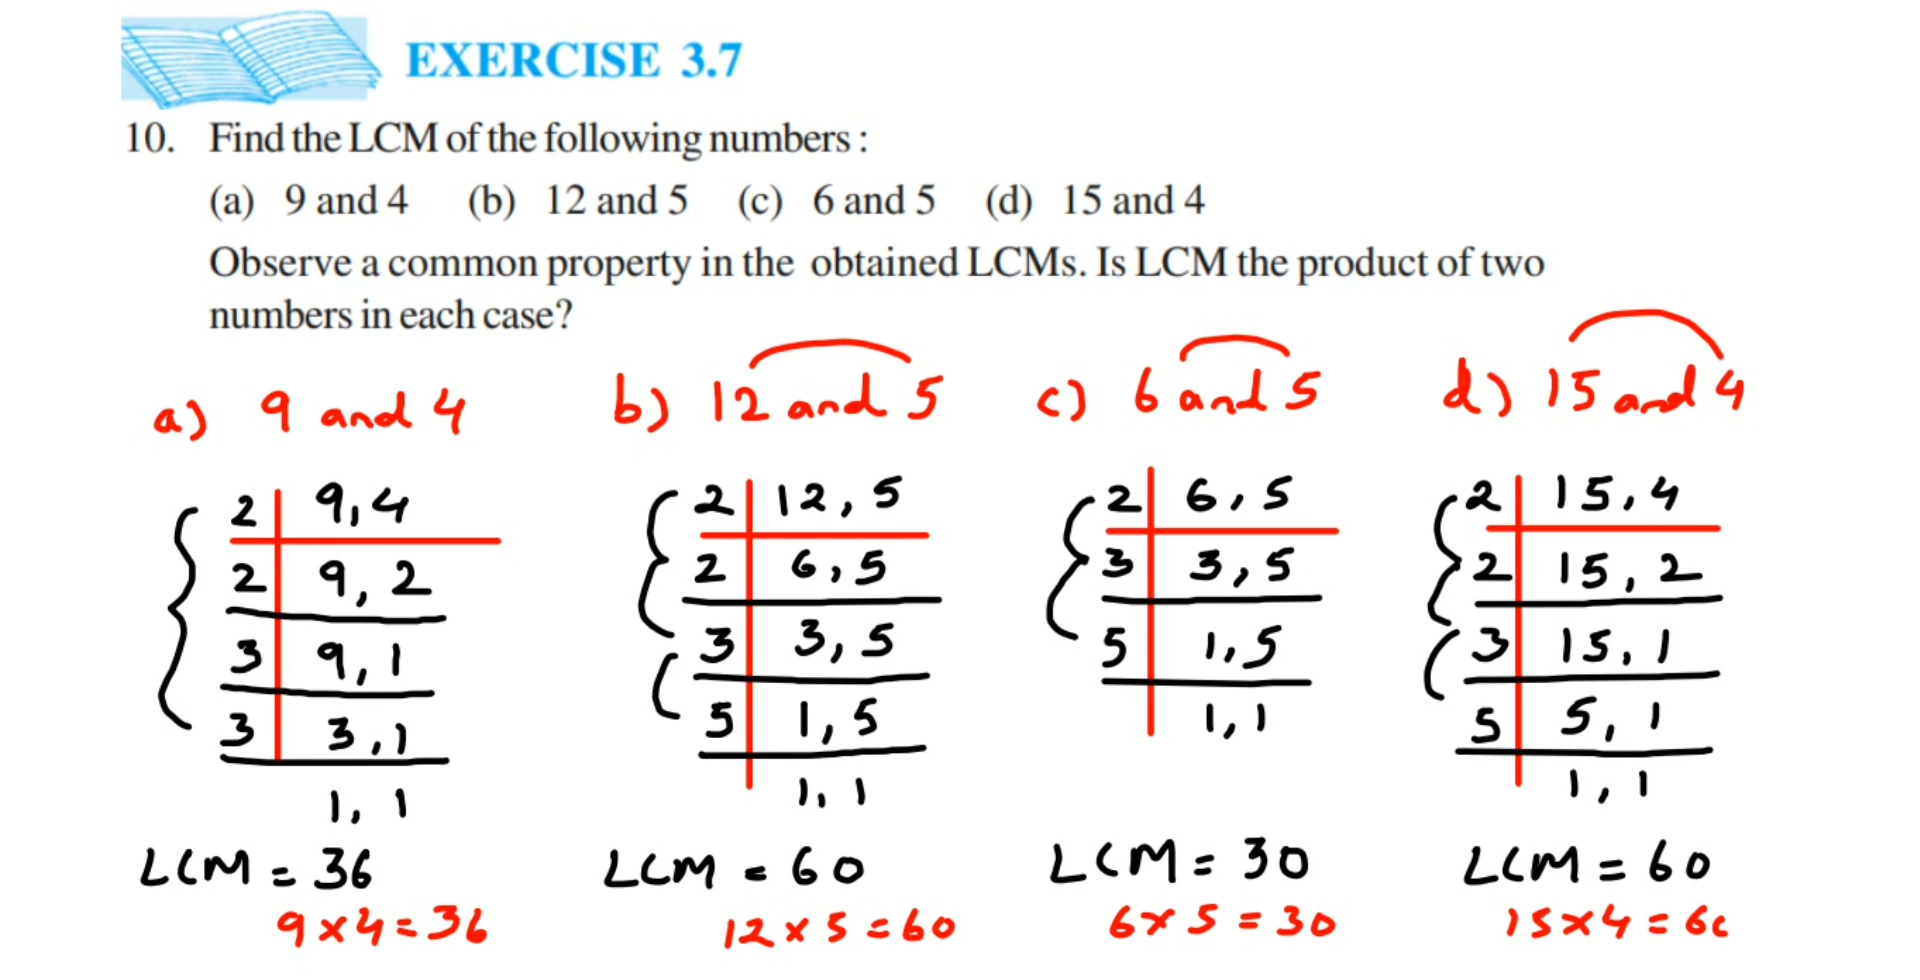 EXERCISE 3.7
10. Find the LCM of the following numbers :
(a) 9 and 4 (b) 12 and 5 (c) 6 and 5 (d) 15 and 4
Observe a common property in the obtained LCMs. Is LCM the product of two
numbers in each case?
a) 9 and 4
2 9,4
2 9,2
3 9,1
3 3,1
1,1
LCM = 36
9×4=36
b) 12 and 5
2 12,5
2 6,5
3 3,5
5 1,5
1,1
LCM = 60
12×5=60
c) 6 and 5
2 6,5
3 3,5
5 1,5
1,1
LCM = 30
6×5=30
d) 15 and 4
2 15,4
2 15,2
3 15,1
5 5,1
1,1
LCM = 60
15×4=60